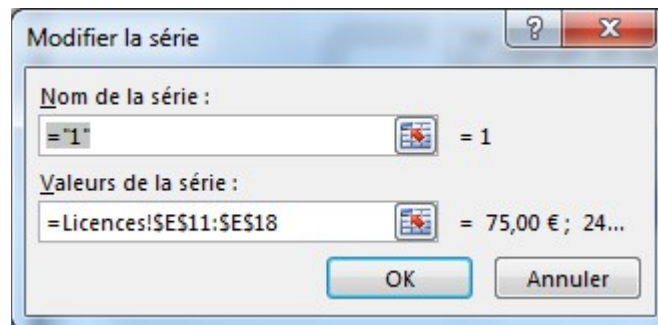 Modifier la série
?
X
Nom de la série :
="1"
= 1
Valeurs de la série :
=Licences!$E$11:$E$18
= 75,00 € ; 24...
OK
Annuler